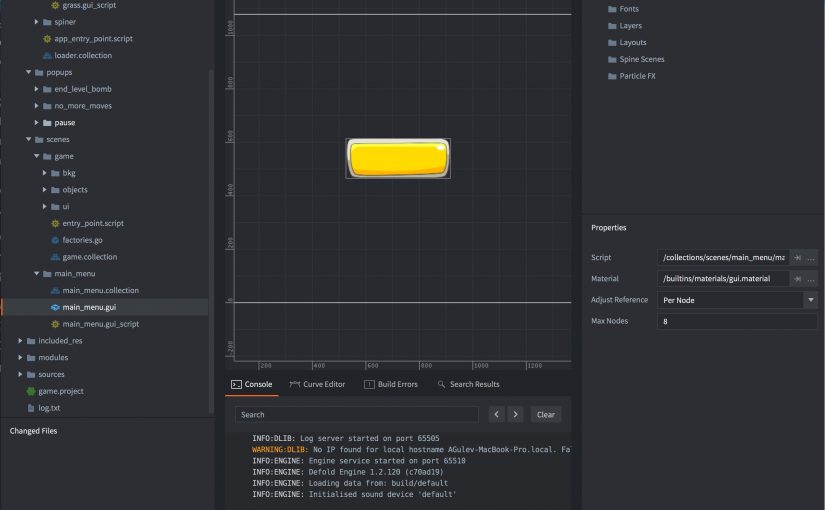 grass.gui_script
spiner
app_entry_point.script
loader.collection
popups
end_level_bomb
no_more_moves
pause
scenes
game
bkg
objects
ui
entry_point.script
factories.go
game.collection
main_menu
main_menu.collection
main_menu.gui
main_menu.gui_script
included_res
modules
sources
game.project
log.txt
Changed Files
1000
800
600
400
200
0
-200
200
400
600
800
1000
1200
Console
Curve Editor
Build Errors
Search Results
Search
Clear
INFO:DLIB: Log server started on port 65505
WARNING:DLIB: No IP found for local hostname AGulev-MacBook-Pro.local. Fa
INFO:ENGINE: Engine service started on port 65510
INFO:ENGINE: Defold Engine 1.2.120 (c70ad19)
INFO:ENGINE: Loading data from: build/default
INFO:ENGINE: Initialised sound device 'default'
Fonts
Layers
Layouts
Spine Scenes
Particle FX
Properties
Script /collections/scenes/main_menu/ma ...
Material /builtins/materials/gui.material ...
Adjust Reference Per Node
Max Nodes 8